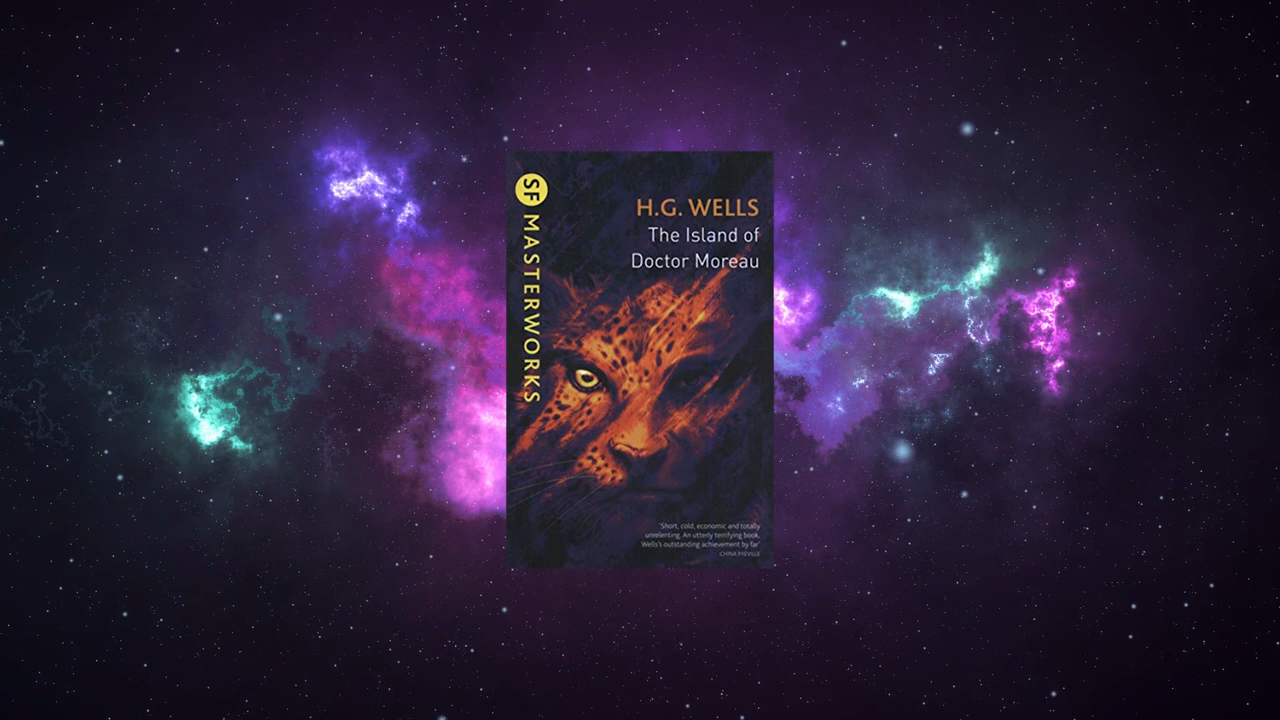 SF MASTERWORKS
H.G. WELLS
The Island of
Doctor Moreau
'Short, cold, economic and totally
unrelenting. An utterly terrifying book,
Wells's outstanding achievement by far'
CHINA MIÉVILLE